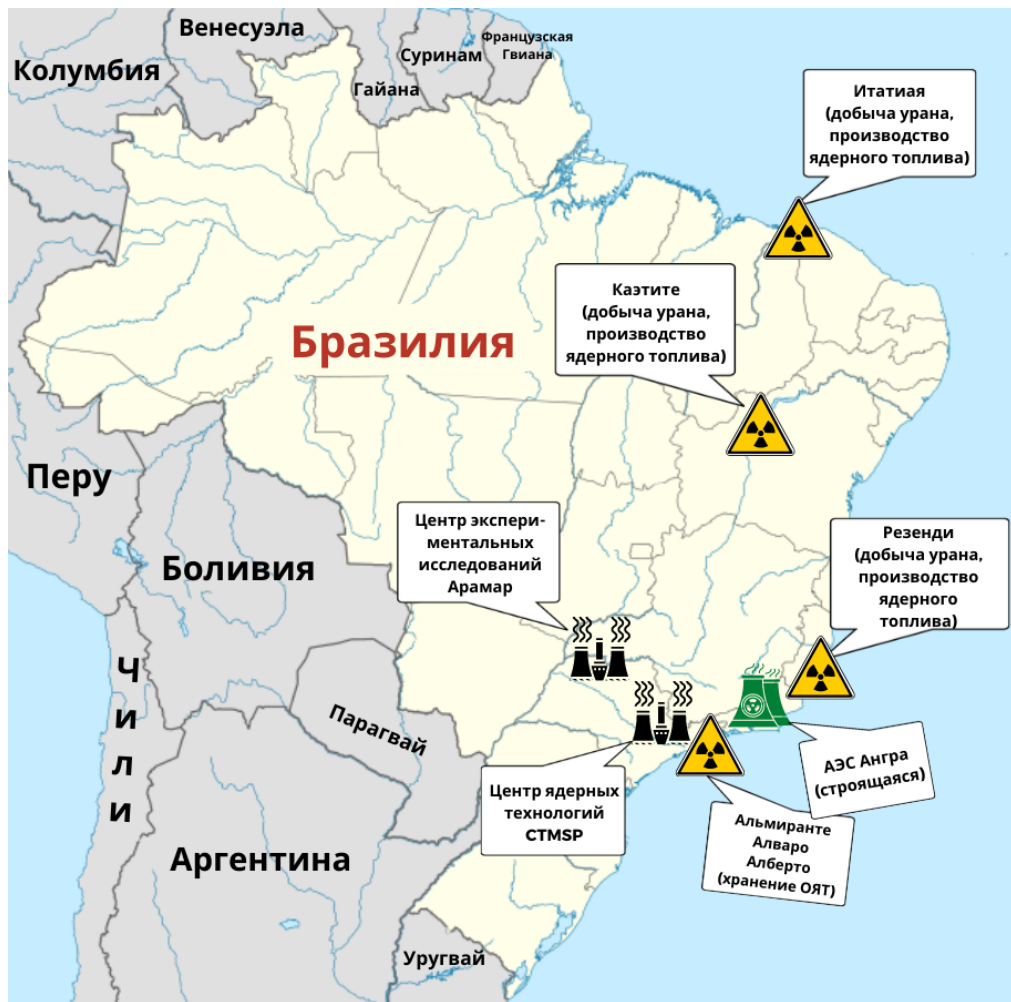 Венесуэла
Колумбия
Суринам
Французская
Гвиана
Гайана
Итатиая
(добыча урана,
производство
ядерного топлива)
Каэтите
(добыча урана,
производство
ядерного топлива)
Бразилия
Перу
Центр экспери-
ментальных
исследований
Арамар
Резенди
(добыча урана,
производство
ядерного
топлива)
Боливия
Чили
Парагвай
АЭС Ангра
(строящаяся)
Центр ядерных
технологий
CTMSP
Альмиранте
Алваро
Алберто
(хранение ОЯТ)
Аргентина
Уругвай